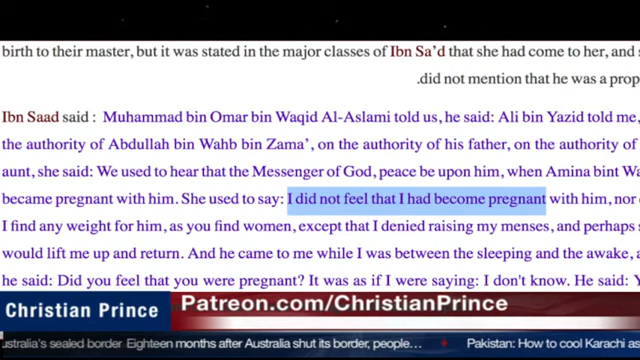 birth to their master, but it was stated in the major classes of Ibn Sa'd that she had come to her, and s
.did not mention that he was a prop
Ibn Saad said : Muhammad bin Omar bin Waqid Al-Aslami told us, he said: Ali bin Yazid told me,
the authority of Abdullah bin Wahb bin Zama', on the authority of his father, on the authority of
aunt, she said: We used to hear that the Messenger of God, peace be upon him, when Amina bint Wa
became pregnant with him. She used to say: I did not feel that I had become pregnant with him, nor
I find any weight for him, as you find women, except that I denied raising my menses, and perhaps s
would lift me up and return. And he came to me while I was between the sleeping and the awake, a
he said: Did you feel that you were pregnant? It was as if I were saying: I don't know. He said: Y
Christian Prince
Patreon.com/ChristianPrince
ustralia's sealed border Eighteen months after Australia shut its border, people… Pakistan: How to cool Karachi as